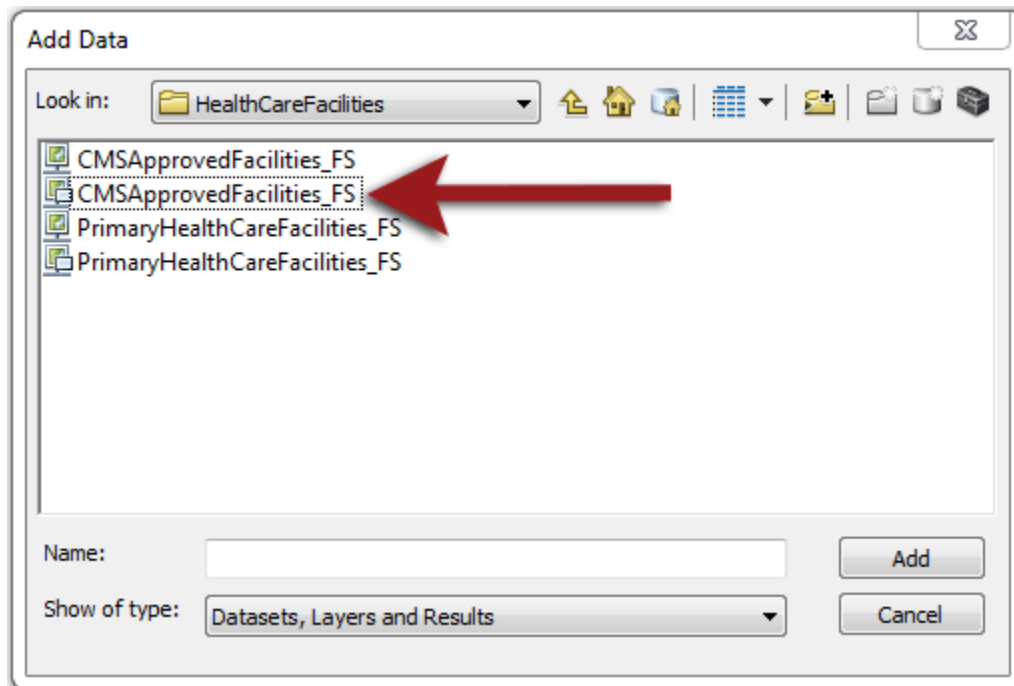 Add Data
Look in: HealthCareFacilities
CMSApprovedFacilities_FS
CMSApprovedFacilities_FS
PrimaryHealthCareFacilities_FS
PrimaryHealthCareFacilities_FS
Name: Add
Show of type: Datasets, Layers and Results Cancel